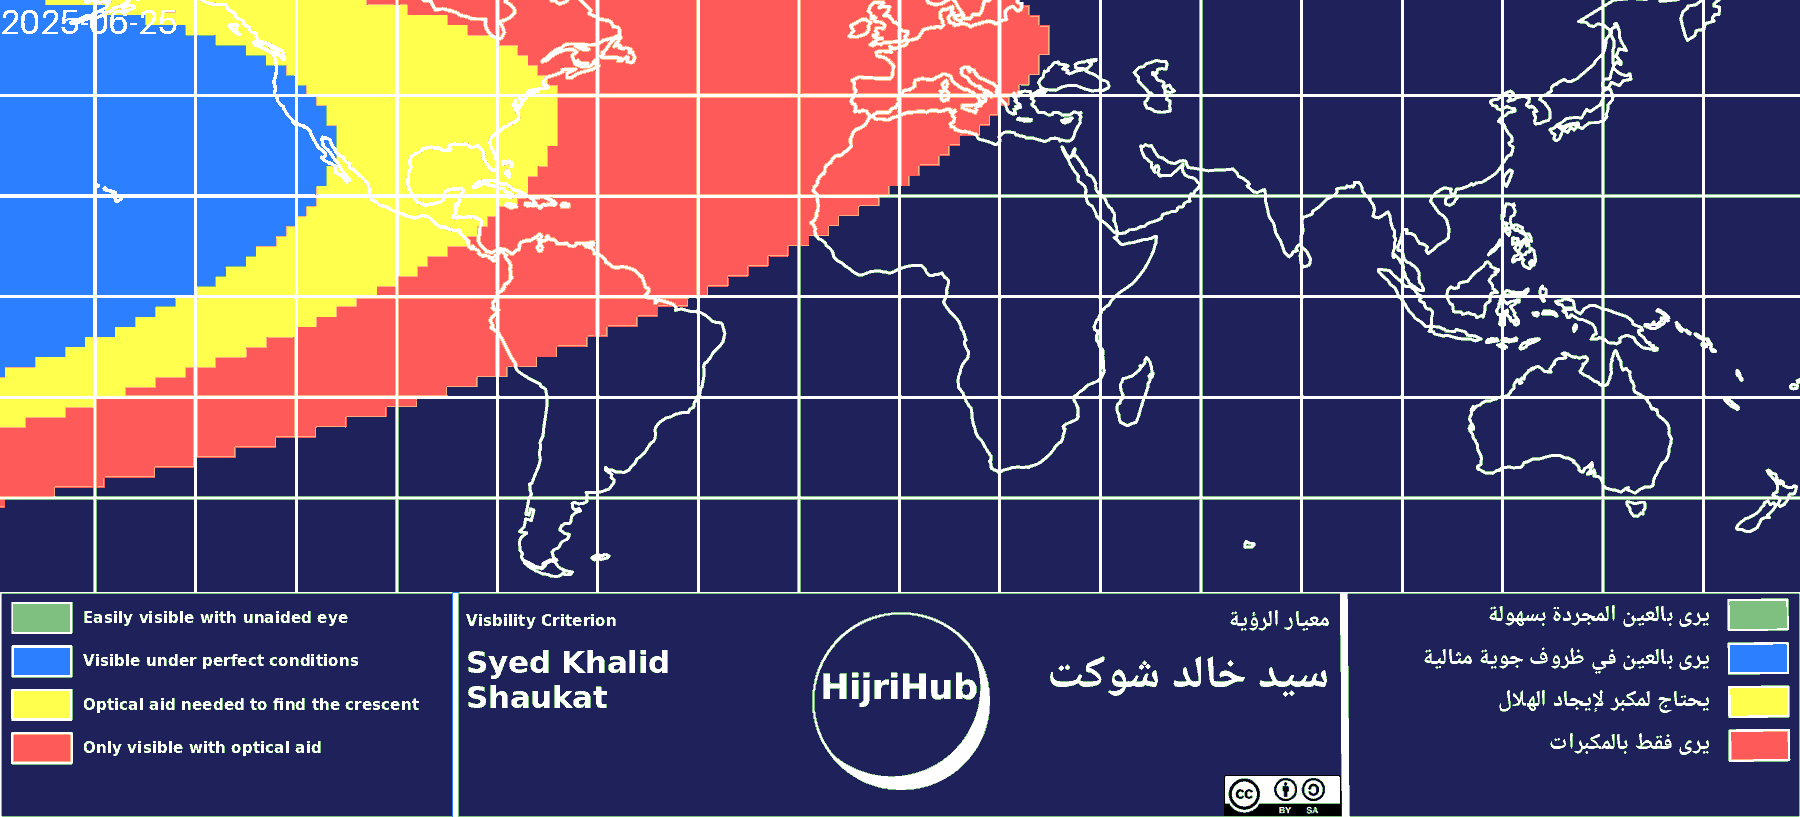 2025-06-25
Easily visible with unaided eye
Visible under perfect conditions
Optical aid needed to find the crescent
Only visible with optical aid
Visbility Criterion
Syed Khalid
Shaukat
HijriHub
معيار الرؤية
سيد خالد شوكت
cc
BY SA
يرى بالعين المجردة بسهولة
يرى بالعين في ظروف جوية مثالية
يحتاج لمكبر لإيجاد الهلال
يرى فقط بالمكبرات